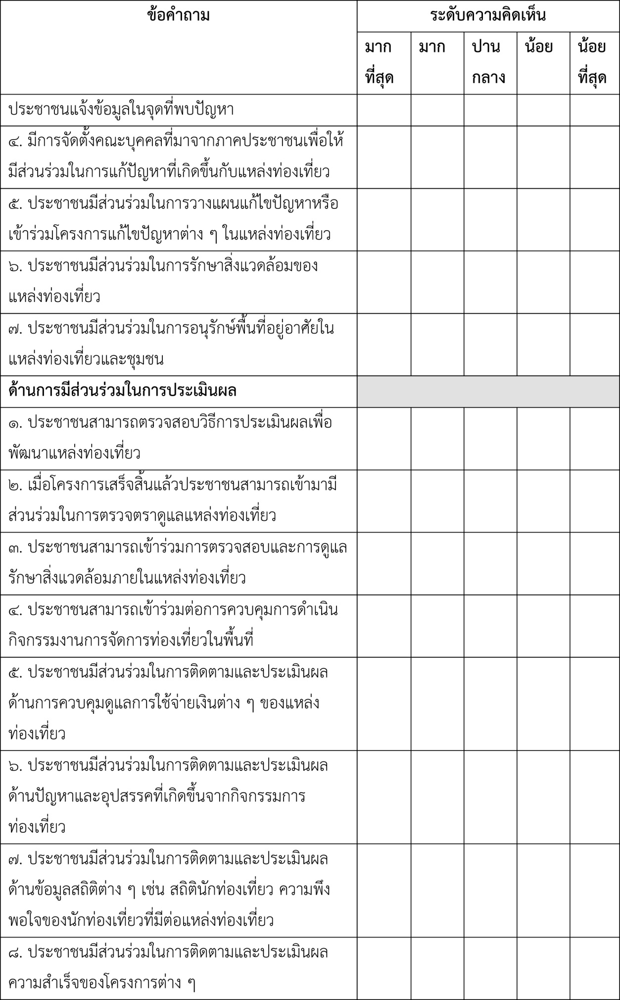 ข้อคำถาม
ระดับความคิดเห็น
มาก
ที่สุด
มาก
ปาน
กลาง
น้อย
น้อย
ที่สุด
ประชาชนแจ้งข้อมูลในจุดที่พบปัญหา
๔. มีการจัดตั้งคณะบุคคลที่มาจากภาคประชาชนเพื่อให้
มีส่วนร่วมในการแก้ปัญหาที่เกิดขึ้นกับแหล่งท่องเที่ยว
๕. ประชาชนมีส่วนร่วมในการวางแผนแก้ไขปัญหาหรือ
เข้าร่วมโครงการแก้ไขปัญหาต่าง ๆ ในแหล่งท่องเที่ยว
๖. ประชาชนมีส่วนร่วมในการรักษาสิ่งแวดล้อมของ
แหล่งท่องเที่ยว
๗. ประชาชนมีส่วนร่วมในการอนุรักษ์พื้นที่อยู่อาศัยใน
แหล่งท่องเที่ยวและชุมชน
ด้านการมีส่วนร่วมในการประเมินผล
๑. ประชาชนสามารถตรวจสอบวิธีการประเมินผลเพื่อ
พัฒนาแหล่งท่องเที่ยว
๒. เมื่อโครงการเสร็จสิ้นแล้วประชาชนสามารถเข้ามามี
ส่วนร่วมในการตรวจตราดูแลแหล่งท่องเที่ยว
๓. ประชาชนสามารถเข้าร่วมการตรวจสอบและการดูแล
รักษาสิ่งแวดล้อมภายในแหล่งท่องเที่ยว
๔. ประชาชนสามารถเข้าร่วมต่อการควบคุมการดำเนิน
กิจกรรมงานการจัดการท่องเที่ยวในพื้นที่
๕. ประชาชนมีส่วนร่วมในการติดตามและประเมินผล
ด้านการควบคุมดูแลการใช้จ่ายเงินต่าง ๆ ของแหล่ง
ท่องเที่ยว
๖. ประชาชนมีส่วนร่วมในการติดตามและประเมินผล
ด้านปัญหาและอุปสรรคที่เกิดขึ้นจากกิจกรรมการ
ท่องเที่ยว
๗. ประชาชนมีส่วนร่วมในการติดตามและประเมินผล
ด้านข้อมูลสถิติต่าง ๆ เช่น สถิตินักท่องเที่ยว ความพึง
พอใจของนักท่องเที่ยวที่มีต่อแหล่งท่องเที่ยว
๘. ประชาชนมีส่วนร่วมในการติดตามและประเมินผล
ความสำเร็จของโครงการต่าง ๆ